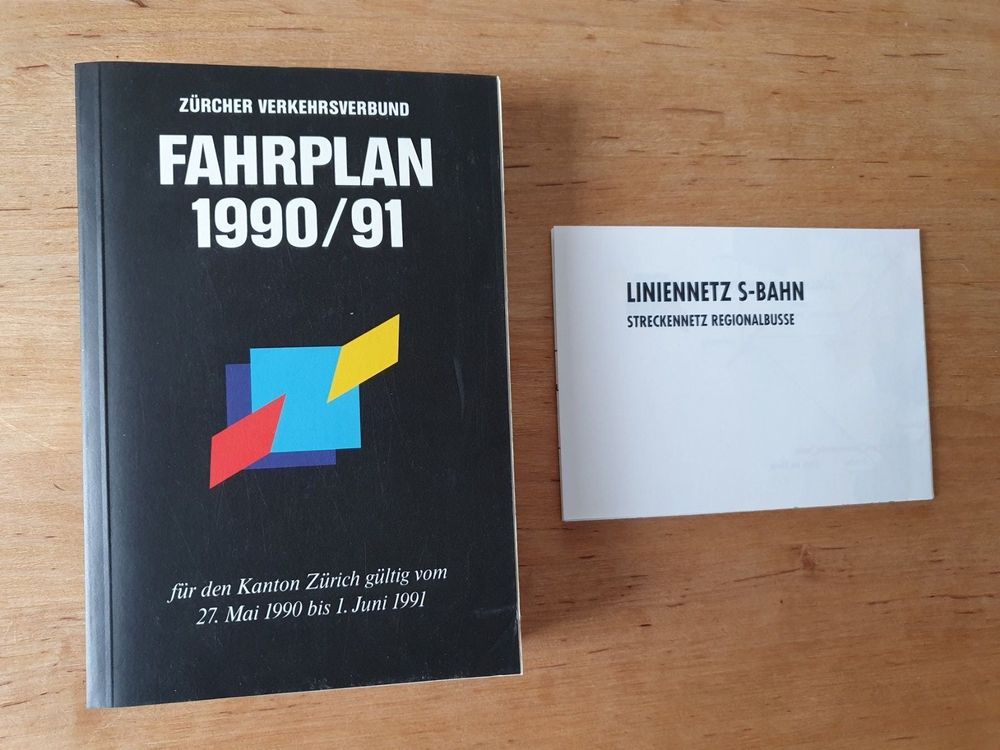 ZÜRCHER VERKEHRSVERBUND
FAHRPLAN
1990/91
für den Kanton Zürich gültig vom
27. Mai 1990 bis 1. Juni 1991
LINIENNETZ S-BAHN
STRECKENNETZ REGIONALBUSSE